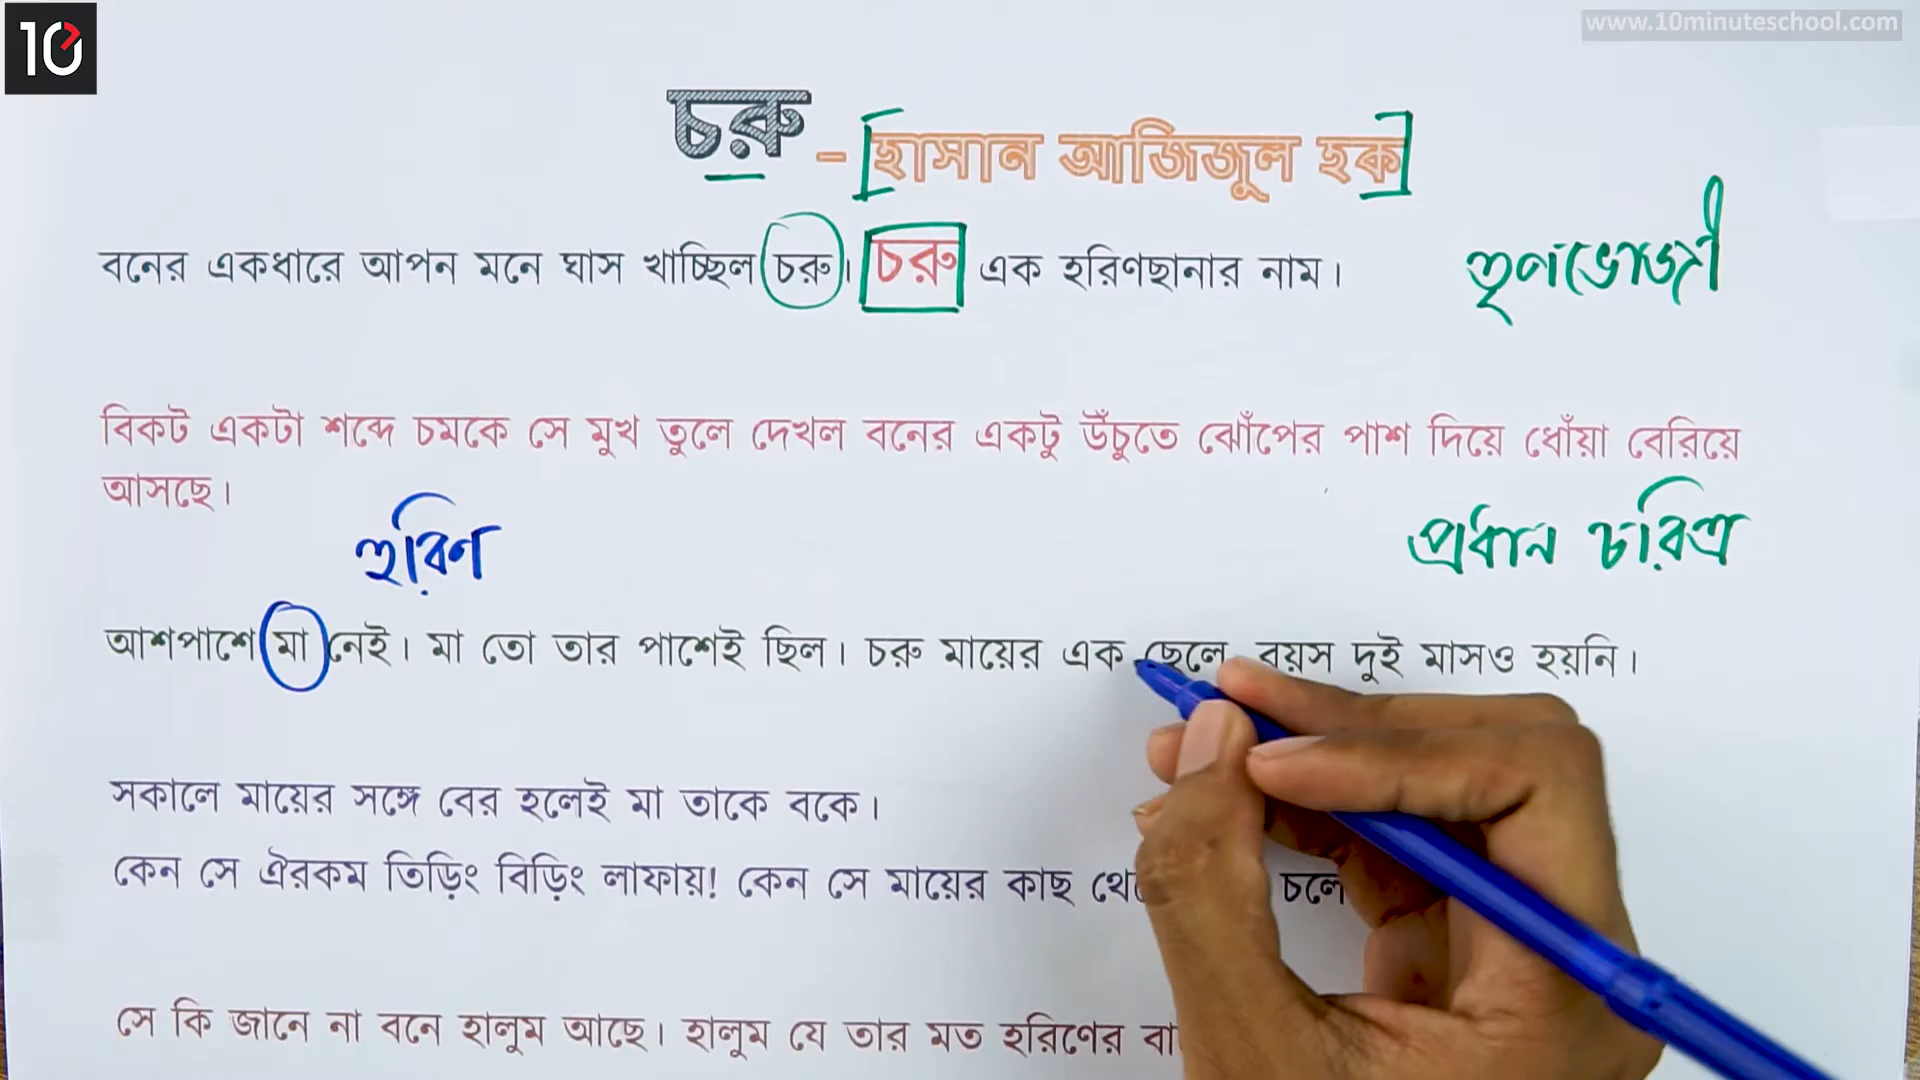 10
www.10minuteschool.com
চরু - [হাসান আজিজুল হক]
বনের একধারে আপন মনে ঘাস খাচ্ছিল চরু। চরু এক হরিণছানার নাম।
তৃণভোজী
বিকট একটা শব্দে চমকে সে মুখ তুলে দেখল বনের একটু উঁচুতে ঝোঁপের পাশ দিয়ে ধোঁয়া বেরিয়ে
আসছে।
হরিণ
প্রধান চরিত্র
আশপাশে মা নেই। মা তো তার পাশেই ছিল। চরু মায়ের এক ছেলে বয়স দুই মাসও হয়নি।
সকালে মায়ের সঙ্গে বের হলেই মা তাকে বকে।
কেন সে ঐরকম তিড়িং বিড়িং লাফায়! কেন সে মায়ের কাছ চলে
সে কি জানে না বনে হালুম আছে। হালুম যে তার মত হরিণের